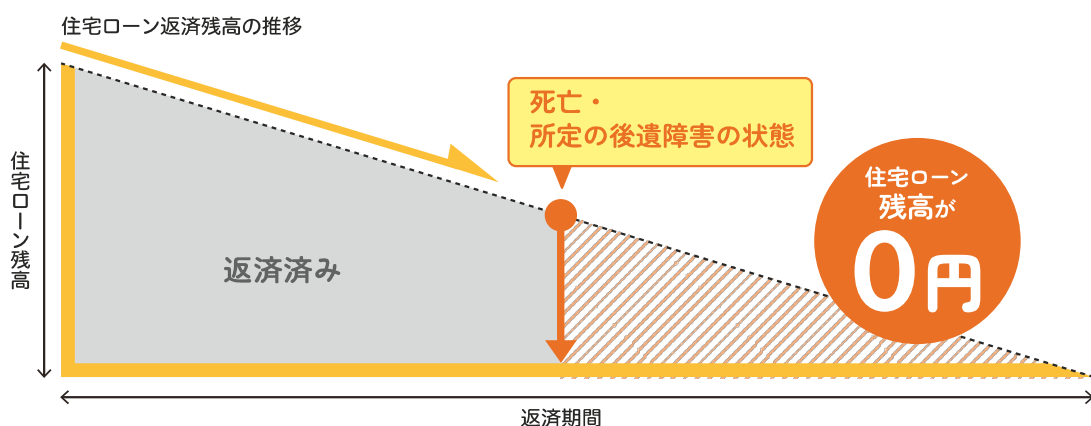 住宅ローン返済残高の推移
死亡・
所定の後遺障害の状態
住宅ローン残高
住宅ローン
残高が
0円
返済済み
返済期間